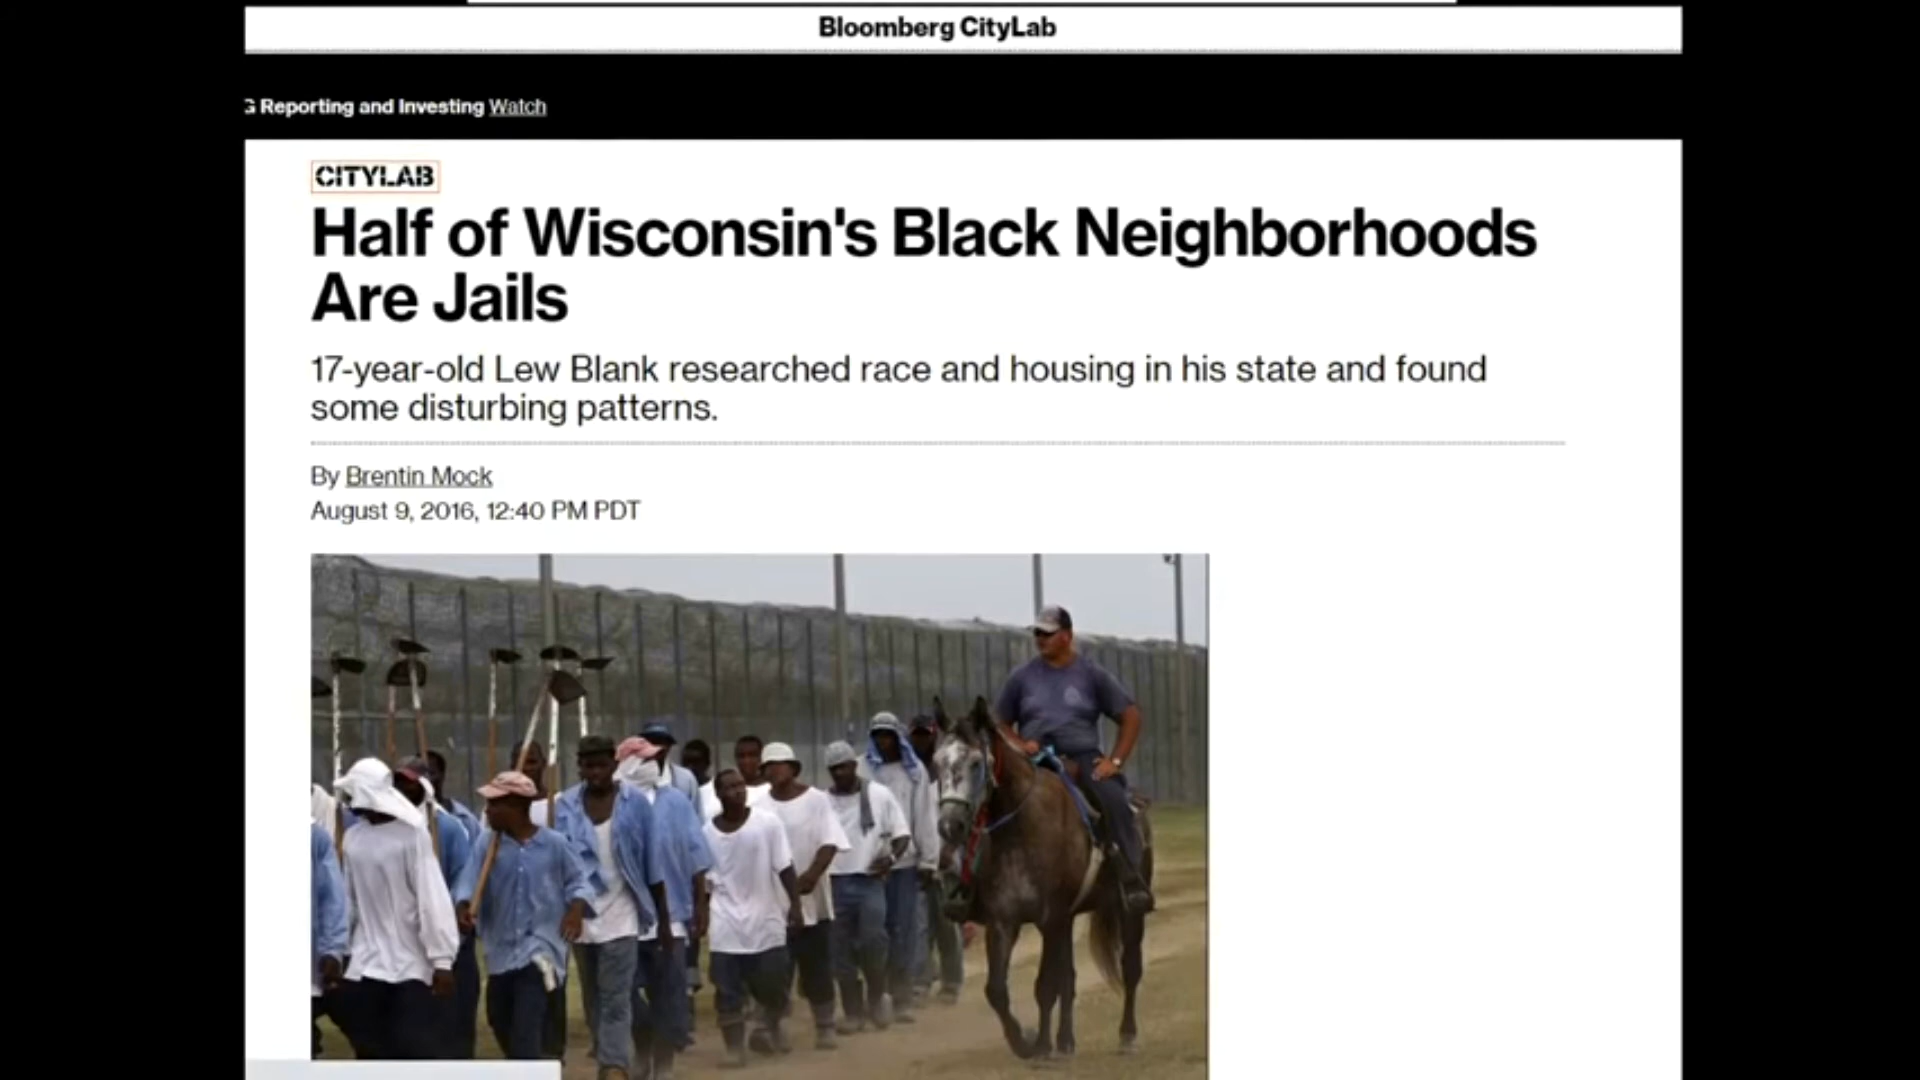 Bloomberg CityLab
G Reporting and Investing Watch
CITYLAB
Half of Wisconsin's Black Neighborhoods
Are Jails
17-year-old Lew Blank researched race and housing in his state and found
some disturbing patterns.
By Brentin Mock
August 9, 2016, 12:40 PM PDT